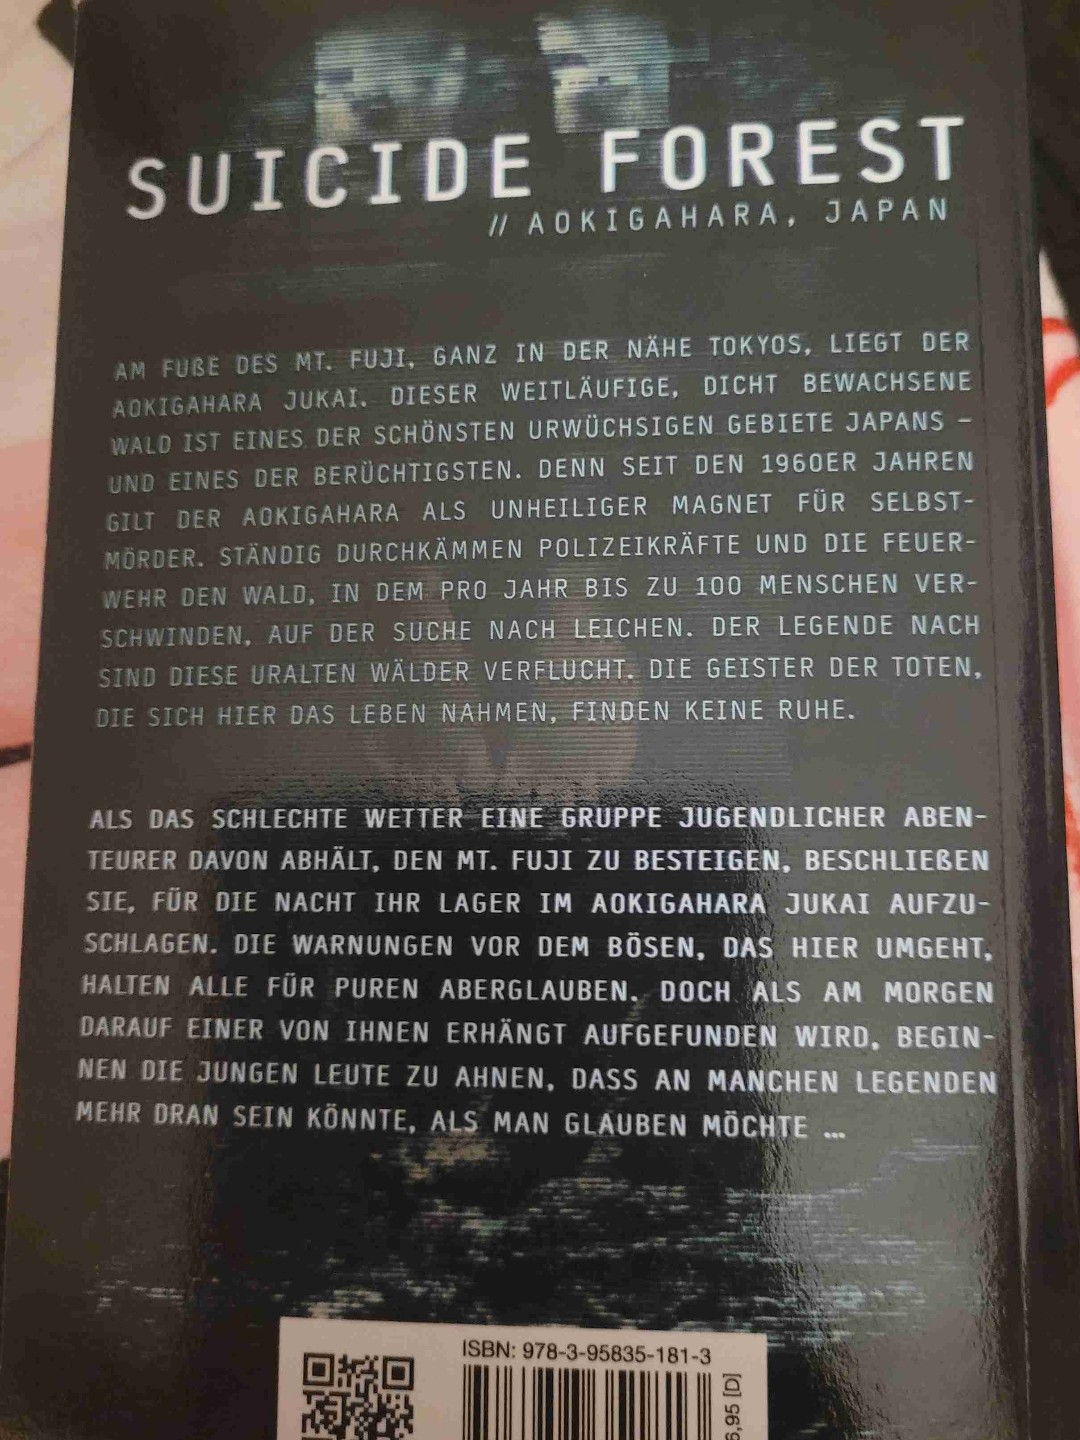 SUICIDE FOREST
// AOKIGAHARA, JAPAN
AM FUẞE DES MT. FUJI, GANZ IN DER NÄHE TOKYOS, LIEGT DER
AOKIGAHARA JUKAI. DIESER WEITLÄUFIGE, DICHT BEWACHSENE
WALD IST EINES DER SCHÖNSTEN URWÜCHSIGEN GEBIETE JAPANS –
UND EINES DER BERÜCHTIGSTEN. DENN SEIT DEN 1960ER JAHREN
GILT DER AOKIGAHARA ALS UNHEILIGER MAGNET FÜR SELBST-
MÖRDER. STÄNDIG DURCHKÄMMEN POLIZEIKRÄFTE UND DIE FEUER-
WEHR DEN WALD, IN DEM PRO JAHR BIS ZU 100 MENSCHEN VER-
SCHWINDEN, AUF DER SUCHE NACH LEICHEN. DER LEGENDE NACH
SIND DIESE URALTEN WÄLDER VERFLUCHT. DIE GEISTER DER TOTEN,
DIE SICH HIER DAS LEBEN NAHMEN, FINDEN KEINE RUHE.
ALS DAS SCHLECHTE WETTER EINE GRUPPE JUGENDLICHER ABEN-
TEURER DAVON ABHÄLT, DEN MT. FUJI ZU BESTEIGEN, BESCHLIEẞEN
SIE, FÜR DIE NACHT IHR LAGER IM AOKIGAHARA JUKAI AUFZU-
SCHLAGEN. DIE WARNUNGEN VOR DEM BÖSEN, DAS HIER UMGEHT,
HALTEN ALLE FÜR PUREN ABERGLAUBEN. DOCH ALS AM MORGEN
DARAUF EINER VON IHNEN ERHÄNGT AUFGEFUNDEN WIRD, BEGIN-
NEN DIE JUNGEN LEUTE ZU AHNEN, DASS AN MANCHEN LEGENDEN
MEHR DRAN SEIN KÖNNTE, ALS MAN GLAUBEN MÖCHTE ...
ISBN: 978-3-95835-181-3
6,95 [D]